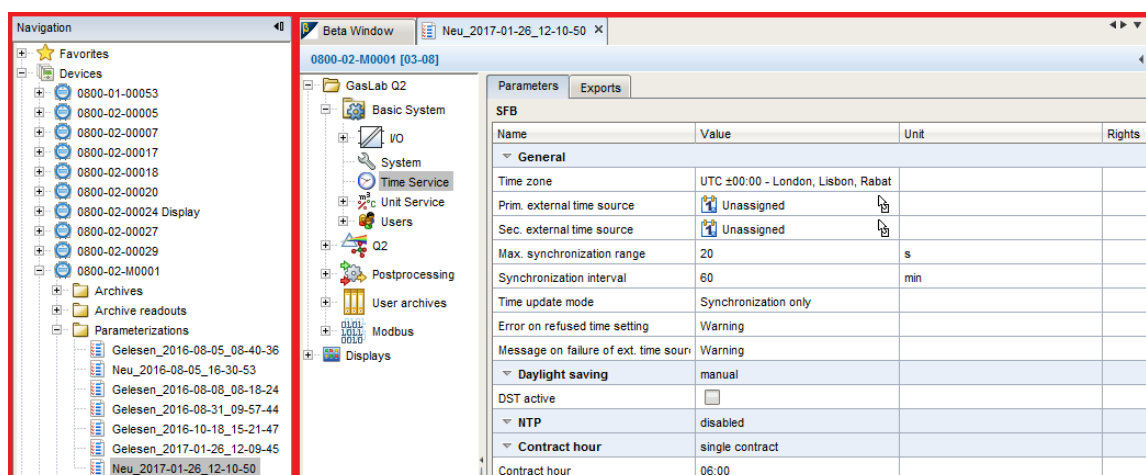 Navigation
Favorites
Devices
0800-01-00053
0800-02-00005
0800-02-00007
0800-02-00017
0800-02-00018
0800-02-00020
0800-02-00024 Display
0800-02-00027
0800-02-00029
0800-02-M0001
Archives
Archive readouts
Parameterizations
Gelesen_2016-08-05_08-40-36
Neu_2016-08-05_16-30-53
Gelesen_2016-08-08_08-18-24
Gelesen_2016-08-31_09-57-44
Gelesen_2016-10-18_15-21-47
Gelesen_2017-01-26_12-09-45
Neu_2017-01-26_12-10-50
Beta Window
Neu_2017-01-26_12-10-50
0800-02-M0001 [03-08]
GasLab Q2
Basic System
I/O
System
Time Service
Unit Service
Users
Q2
Postprocessing
User archives
Modbus
Displays
Parameters Exports
SFB
Name Value Unit Rights
General
Time zone UTC ±00:00 - London, Lisbon, Rabat
Prim. external time source Unassigned
Sec. external time source Unassigned
Max. synchronization range 20 s
Synchronization interval 60 min
Time update mode Synchronization only
Error on refused time setting Warning
Message on failure of ext. time sour Warning
Daylight saving manual
DST active
NTP disabled
Contract hour single contract
Contract hour 06:00